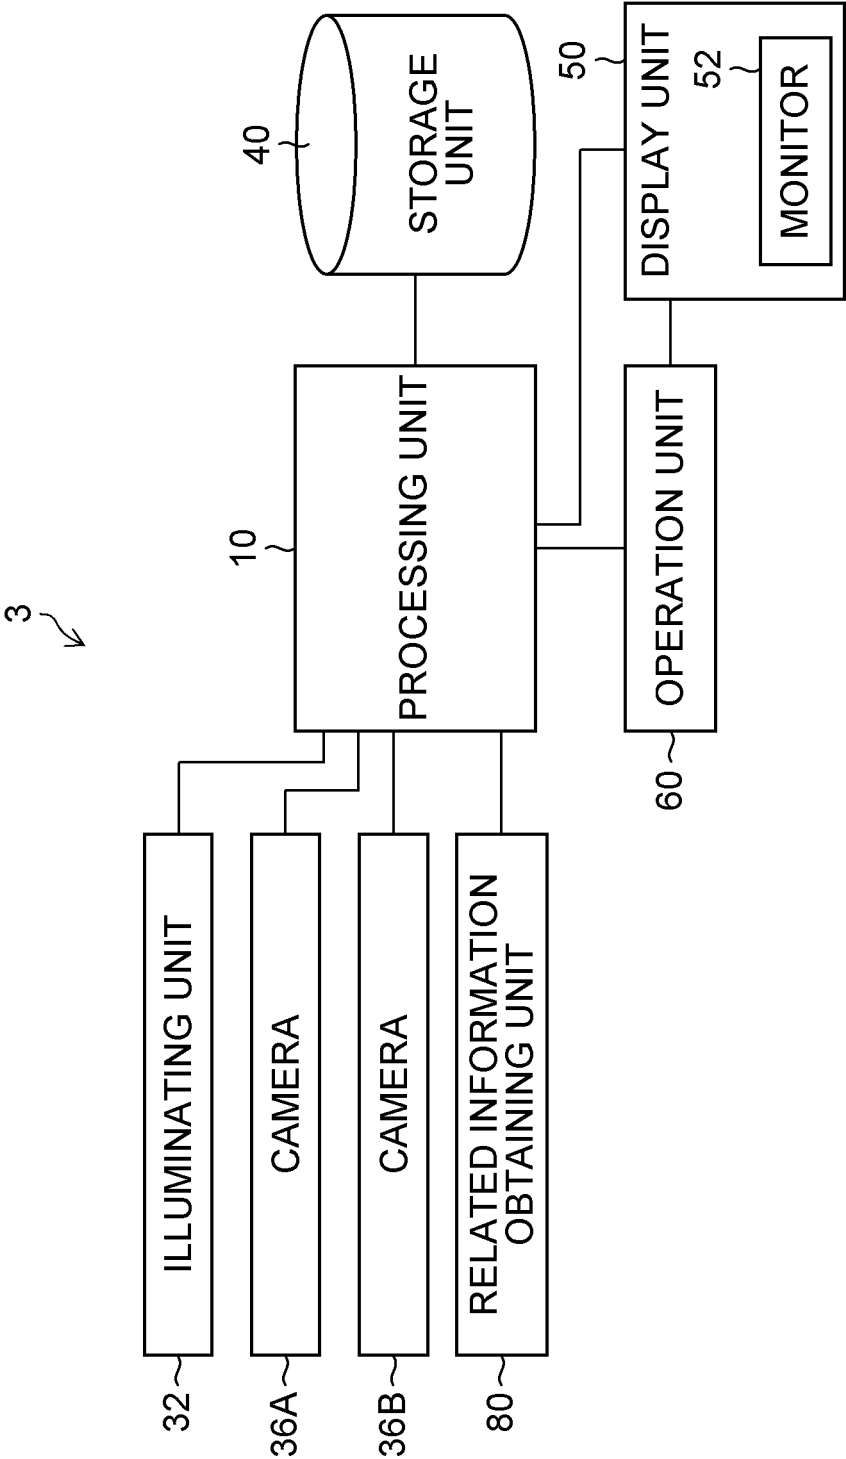 3
32
ILLUMINATING UNIT
36A
CAMERA
36B
CAMERA
80
RELATED INFORMATION
OBTAINING UNIT
10
PROCESSING UNIT
40
STORAGE
UNIT
60
OPERATION UNIT
50
DISPLAY UNIT
52
MONITOR